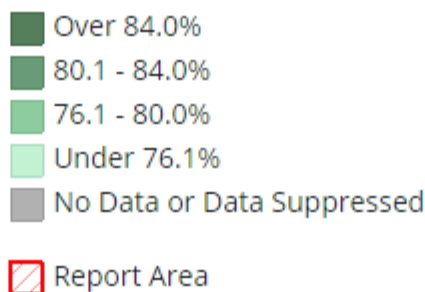 Over 84.0%
80.1 - 84.0%
76.1 - 80.0%
Under 76.1%
No Data or Data Suppressed
Report Area